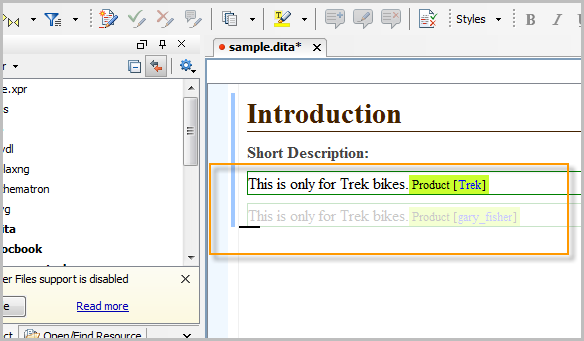 Styles
B I U
sample.dita*
e.xpr
s
ydl
laxng
hematron
g
ita
ocbook
er Files support is disabled
e Read more
ct Open/Find Resource
Introduction
Short Description:
This is only for Trek bikes. Product [Trek]
This is only for Trek bikes. Product [gary_fisher]